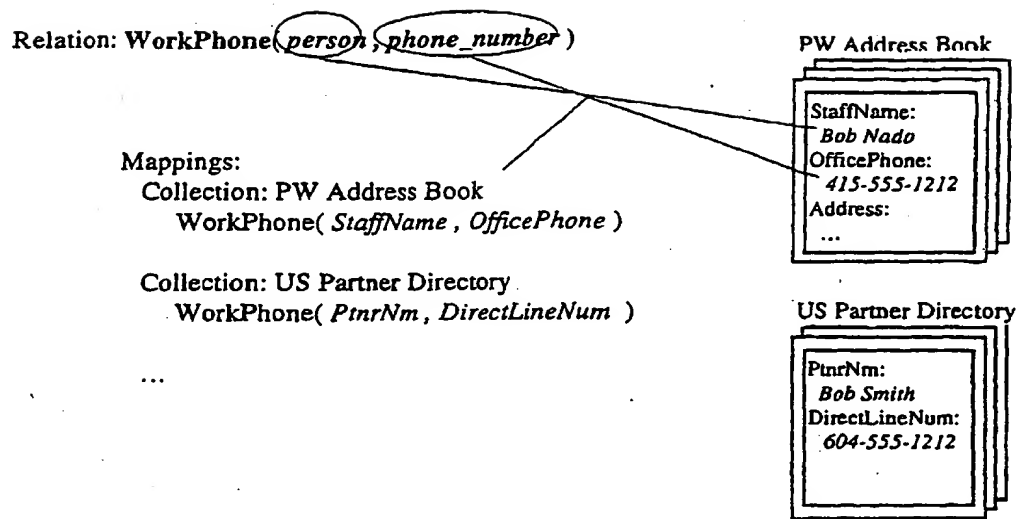 Relation: WorkPhone( person , phone_number )
Mappings:
Collection: PW Address Book
WorkPhone( StaffName , OfficePhone )
Collection: US Partner Directory
WorkPhone( PtnrNm , DirectLineNum )
...
PW Address Book
StaffName:
Bob Nado
OfficePhone:
415-555-1212
Address:
...
US Partner Directory
PtnrNm:
Bob Smith
DirectLineNum:
604-555-1212